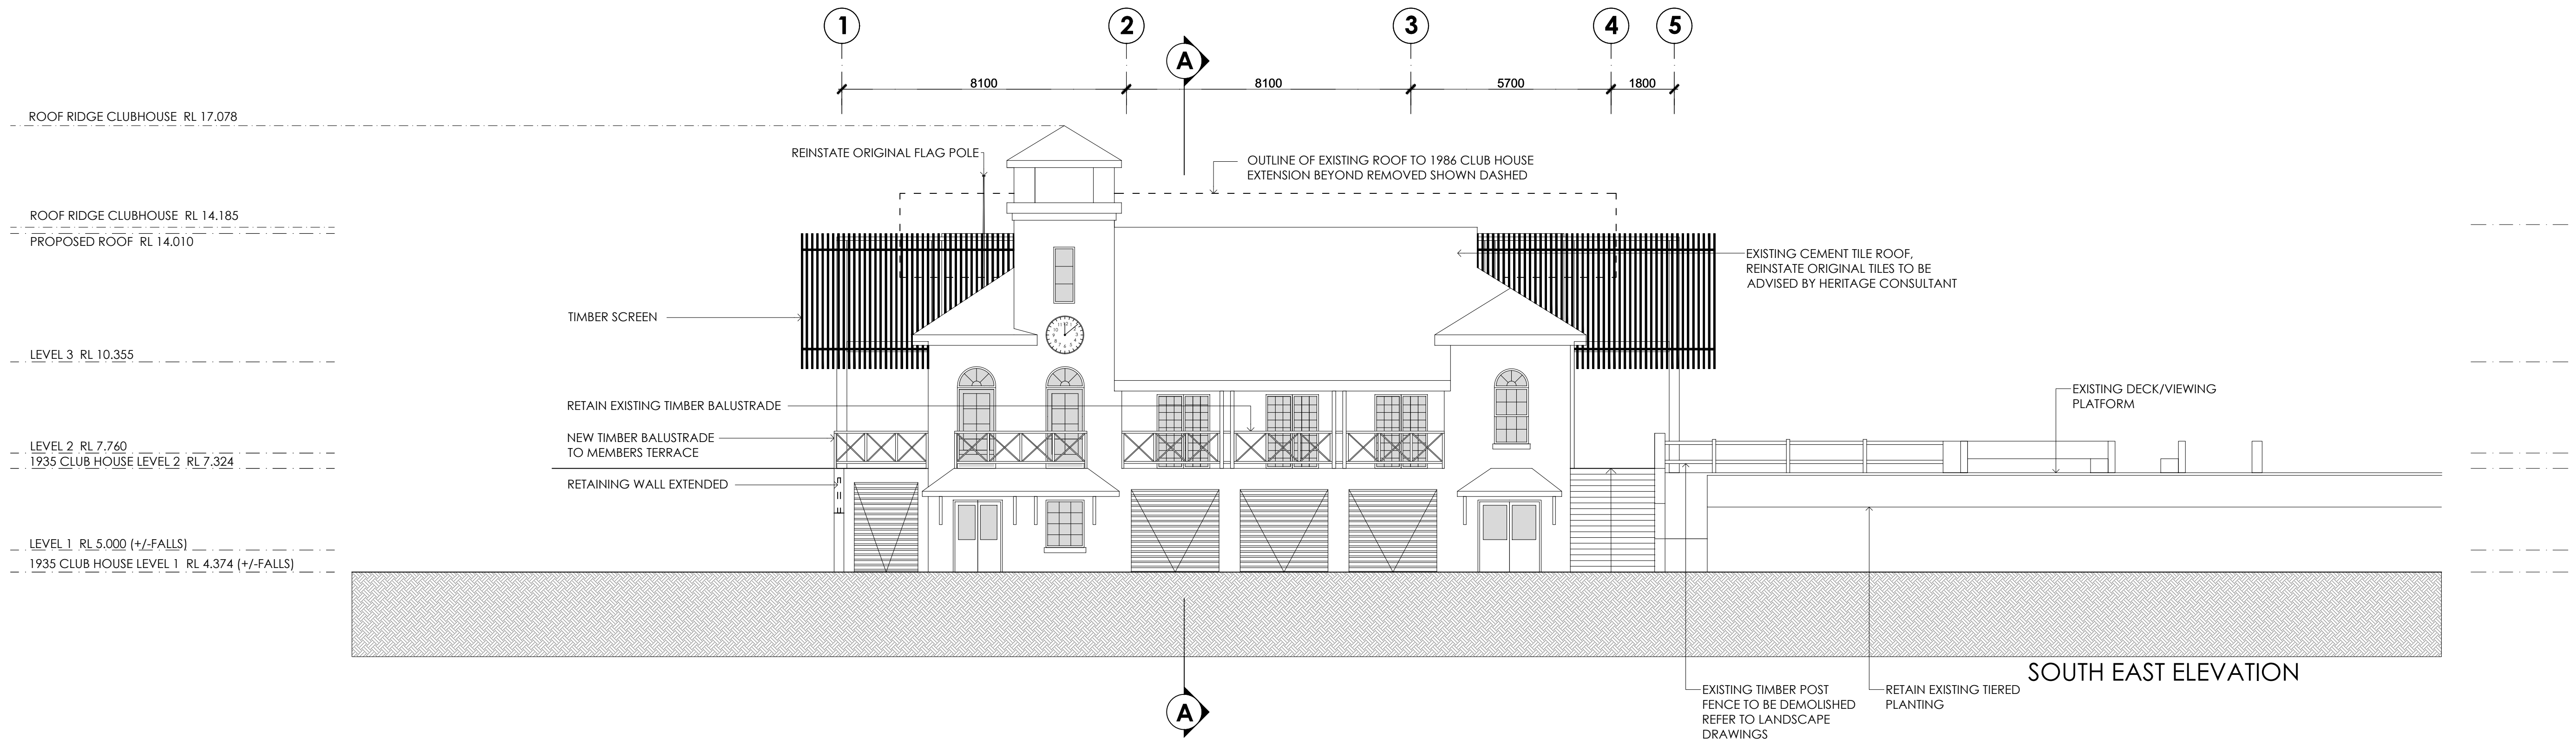 1
2
3
4
5
A
8100
8100
5700
1800
ROOF RIDGE CLUBHOUSE RL 17.078
REINSTATE ORIGINAL FLAG POLE
OUTLINE OF EXISTING ROOF TO 1986 CLUB HOUSE
EXTENSION BEYOND REMOVED SHOWN DASHED
ROOF RIDGE CLUBHOUSE RL 14.185
PROPOSED ROOF RL 14.010
EXISTING CEMENT TILE ROOF,
REINSTATE ORIGINAL TILES TO BE
ADVISED BY HERITAGE CONSULTANT
TIMBER SCREEN
LEVEL 3 RL 10.355
EXISTING DECK/VIEWING
PLATFORM
RETAIN EXISTING TIMBER BALUSTRADE
NEW TIMBER BALUSTRADE
TO MEMBERS TERRACE
LEVEL 2 RL 7.760
1935 CLUB HOUSE LEVEL 2 RL 7.324
RETAINING WALL EXTENDED
LEVEL 1 RL 5.000 (+/-FALLS)
1935 CLUB HOUSE LEVEL 1 RL 4.374 (+/-FALLS)
SOUTH EAST ELEVATION
A
EXISTING TIMBER POST
FENCE TO BE DEMOLISHED
REFER TO LANDSCAPE
DRAWINGS
RETAIN EXISTING TIERED
PLANTING